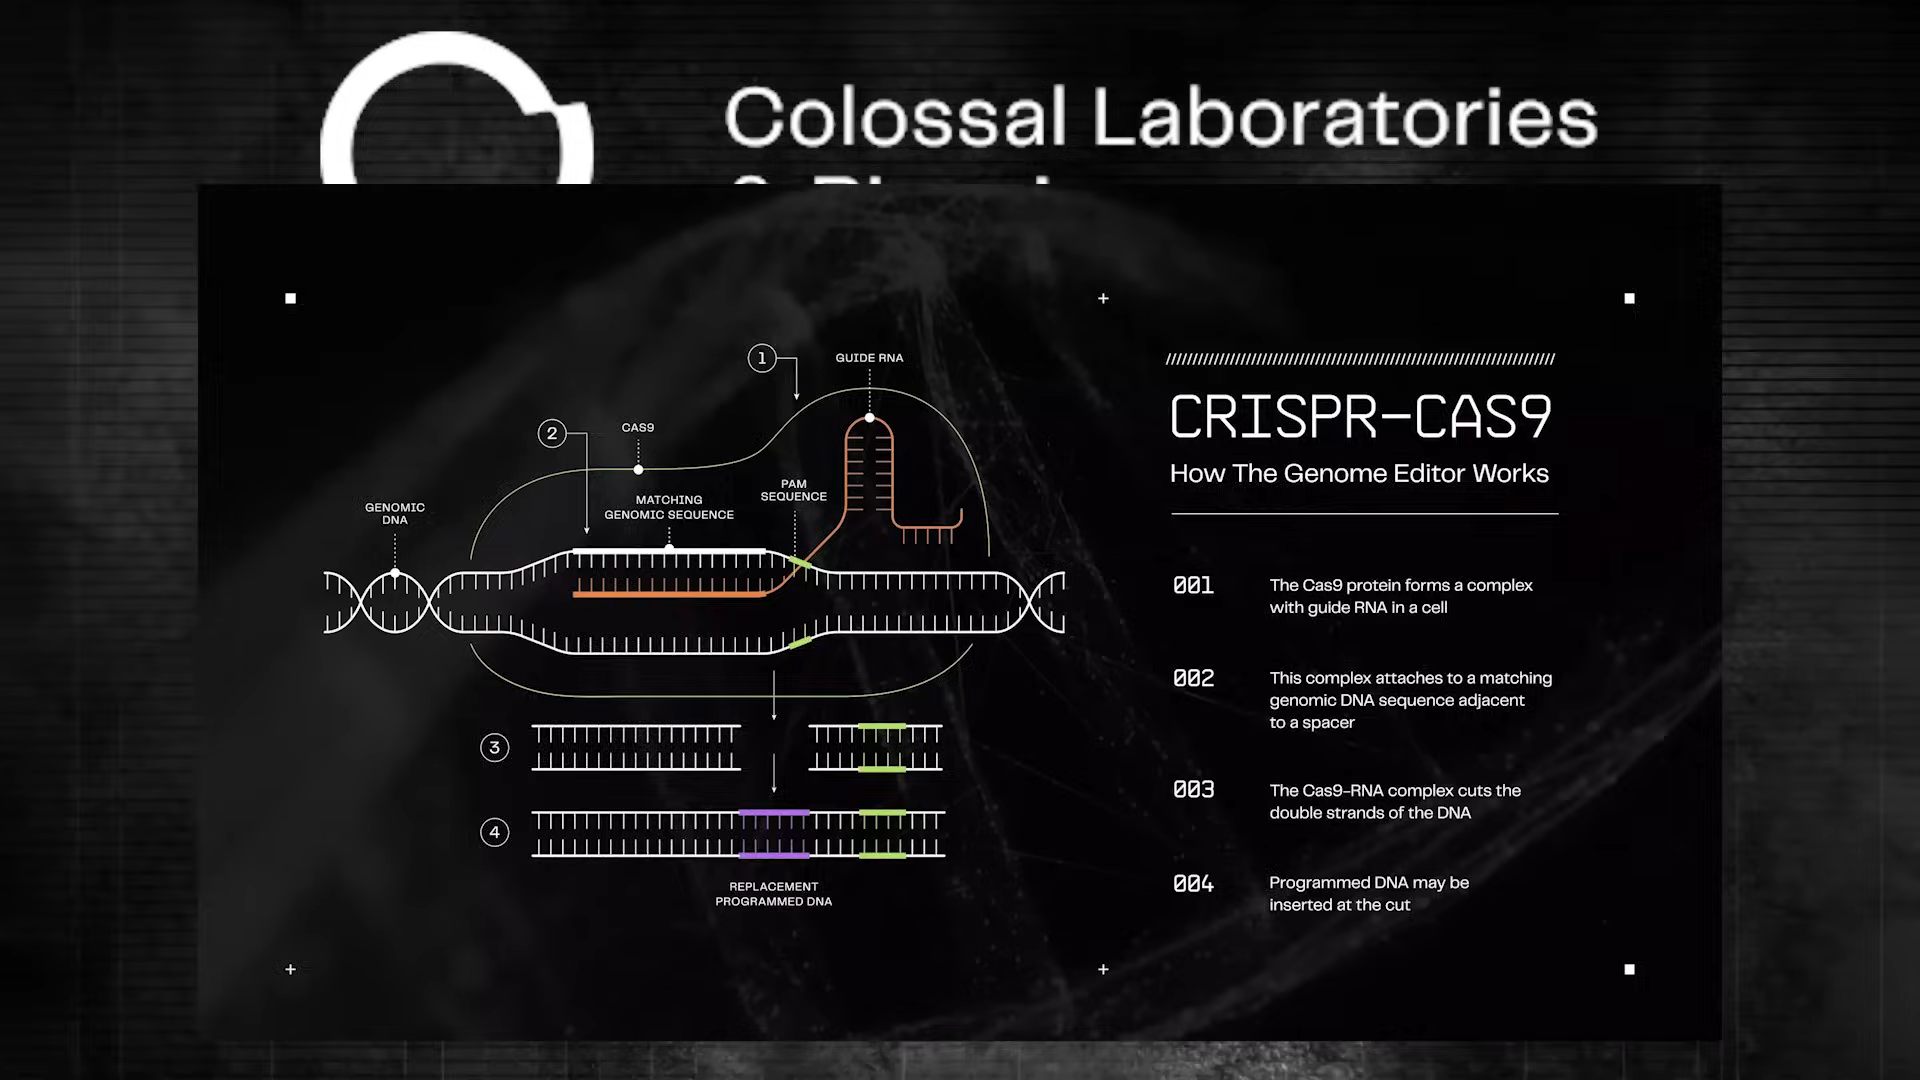 Colossal Laboratories
1
GUIDE RNA
2
CAS9
PAM
SEQUENCE
MATCHING
GENOMIC SEQUENCE
GENOMIC
DNA
3
4
REPLACEMENT
PROGRAMMED DNA
CRISPR-CAS9
How The Genome Editor Works
001
The Cas9 protein forms a complex
with guide RNA in a cell
002
This complex attaches to a matching
genomic DNA sequence adjacent
to a spacer
003
The Cas9-RNA complex cuts the
double strands of the DNA
004
Programmed DNA may be
inserted at the cut